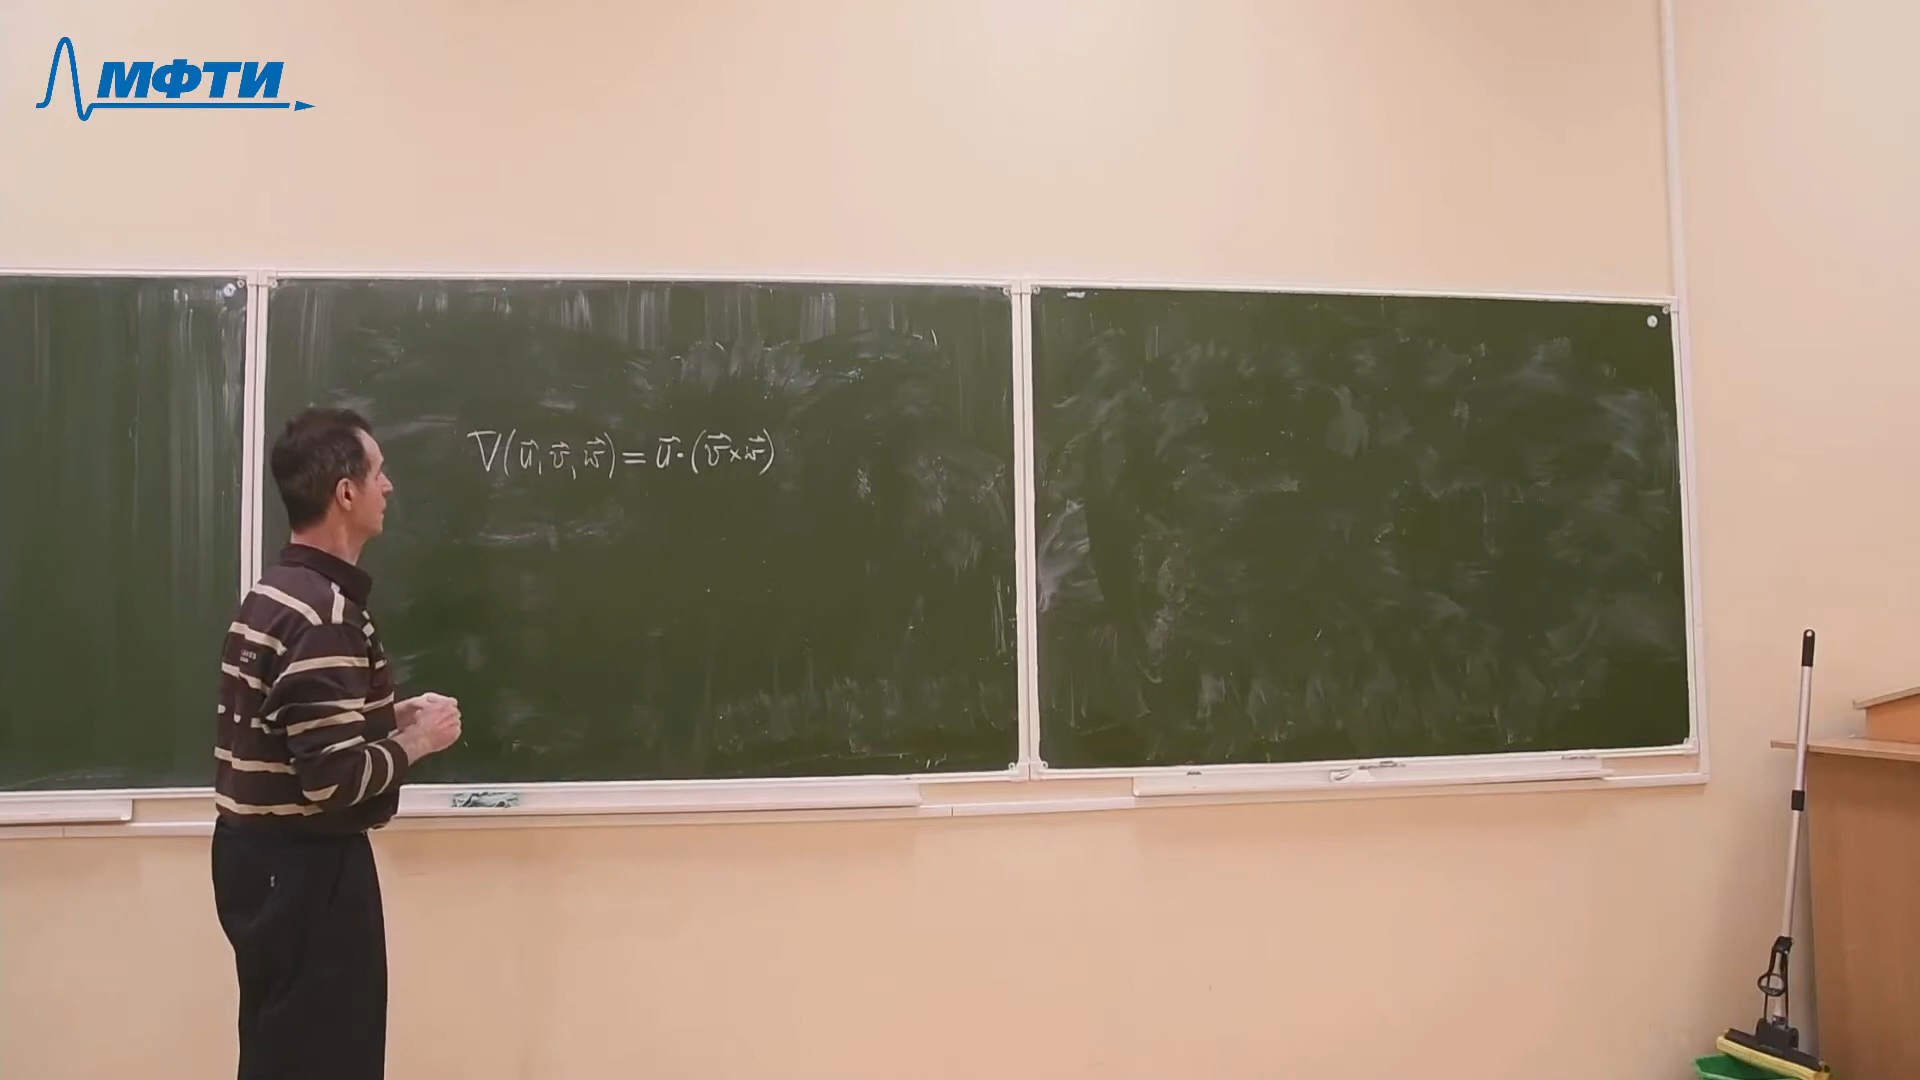 МФТИ
V(u⃗, v⃗, w⃗) = u⃗·(v⃗×w⃗)